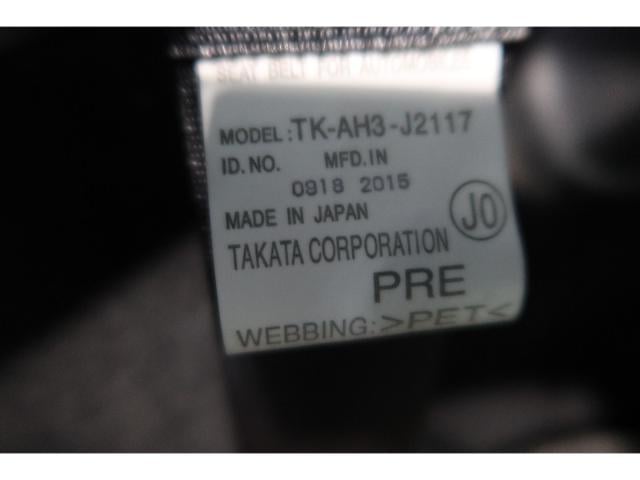 SEAT BELT FOR AUTOMOBILE
MODEL: TK-AH3-J2117
ID.NO. MFD.IN
0918 2015
MADE IN JAPAN
JO
TAKATA CORPORATION
PRE
WEBBING: >PET<